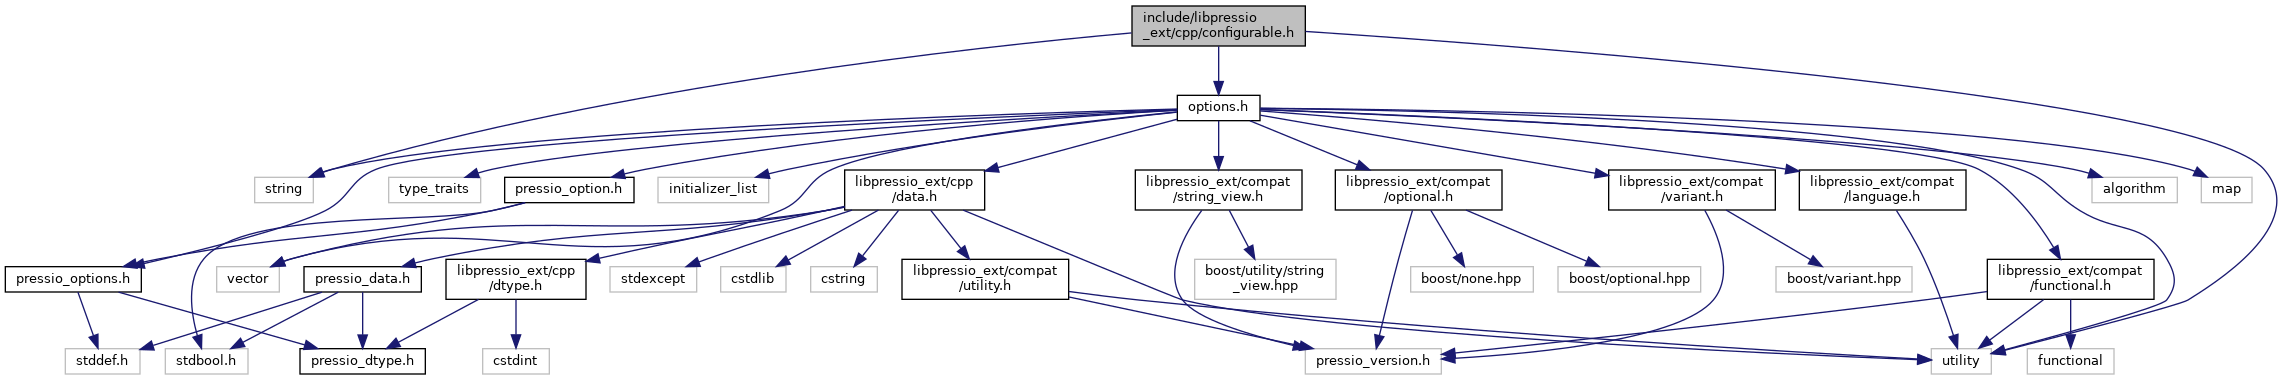 include/libpressio
_ext/cpp/configurable.h
options.h
string
type_traits
pressio_option.h
initializer_list
libpressio_ext/cpp
/data.h
libpressio_ext/compat
/string_view.h
libpressio_ext/compat
/optional.h
libpressio_ext/compat
/variant.h
libpressio_ext/compat
/language.h
algorithm
map
pressio_options.h
vector
pressio_data.h
libpressio_ext/cpp
/dtype.h
stdexcept
cstdlib
cstring
libpressio_ext/compat
/utility.h
boost/utility/string
_view.hpp
boost/none.hpp
boost/optional.hpp
boost/variant.hpp
libpressio_ext/compat
/functional.h
stddef.h
stdbool.h
pressio_dtype.h
cstdint
pressio_version.h
utility
functional